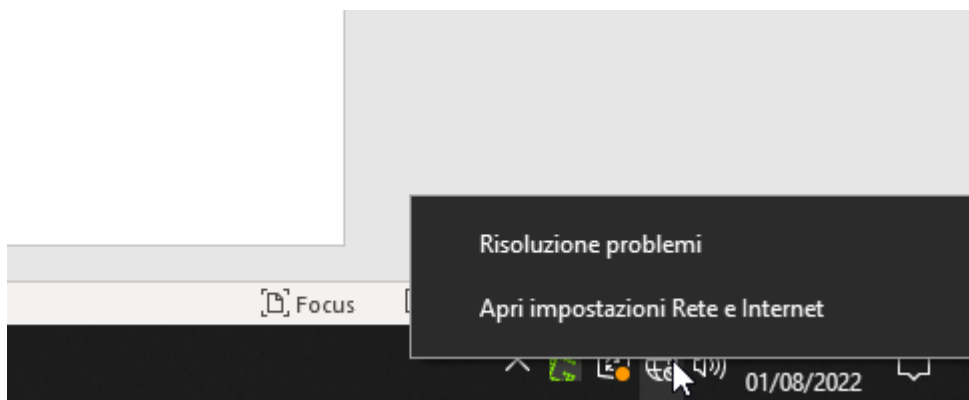 Risoluzione problemi
Apri impostazioni Rete e Internet
Focus
01/08/2022